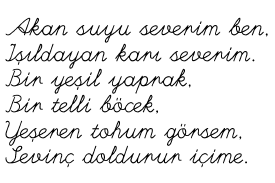 Akan suyu severim ben,
Işıldayan karı severim.
Bir yeşil yaprak,
Bir telli böcek,
Yeşeren tohum görsem,
Sevinç doldurur içime.